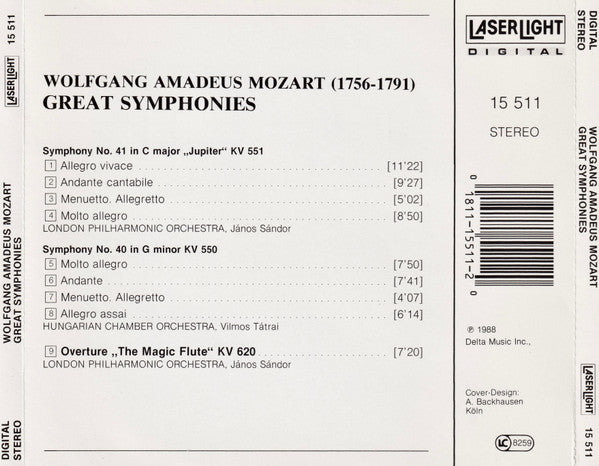 15 511
LASERLIGHT
WOLFGANG AMADEUS MOZART
GREAT SYMPHONIES
DIGITAL
STEREO
WOLFGANG AMADEUS MOZART (1756-1791)
GREAT SYMPHONIES
Symphony No. 41 in C major „Jupiter“ KV 551
1 Allegro vivace [11'22]
2 Andante cantabile [9'27]
3 Menuetto. Allegretto [5'02]
4 Molto allegro [8'50]
LONDON PHILHARMONIC ORCHESTRA, János Sándor
Symphony No. 40 in G minor KV 550
5 Molto allegro [7'50]
6 Andante [7'41]
7 Menuetto. Allegretto [4'07]
8 Allegro assai [6'14]
HUNGARIAN CHAMBER ORCHESTRA, Vilmos Tátrai
9 Overture „The Magic Flute“ KV 620 [7'20]
LONDON PHILHARMONIC ORCHESTRA, János Sándor
LASERLIGHT
DIGITAL
15 511
STEREO
0 1811-15511-2 0
℗ 1988
Delta Music Inc.,
Cover-Design:
A. Backhausen
Köln
LC 8259
DIGITAL
STEREO
WOLFGANG AMADEUS MOZART
GREAT SYMPHONIES
LASERLIGHT
15 511